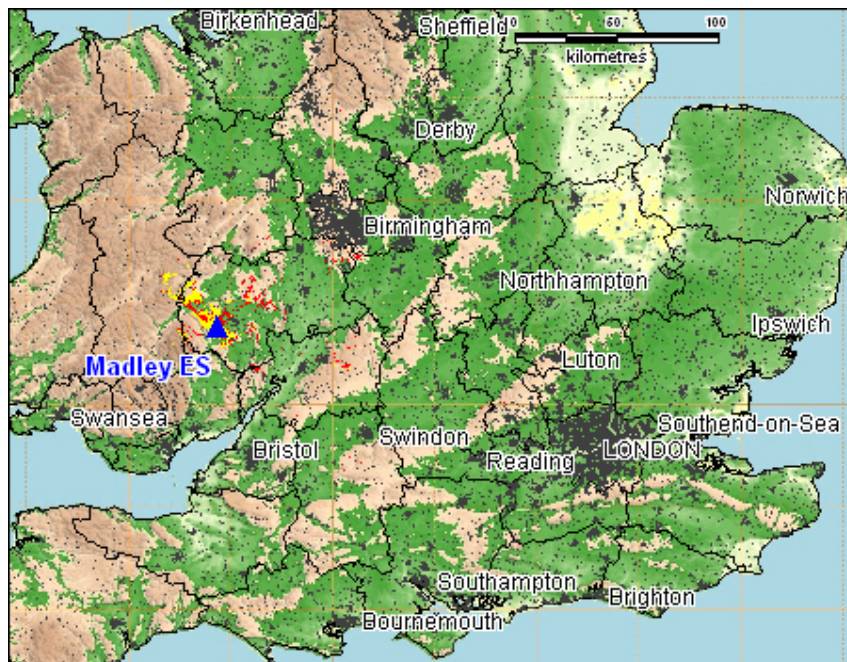 Birkenhead
Sheffield
0 50 100
kilometres
Derby
Norwich
Birmingham
Northhampton
Ipswich
Madley ES
Luton
Swansea
Southend-on-Sea
Bristol
Swindon
LONDON
Reading
Southampton
Brighton
Bournemouth